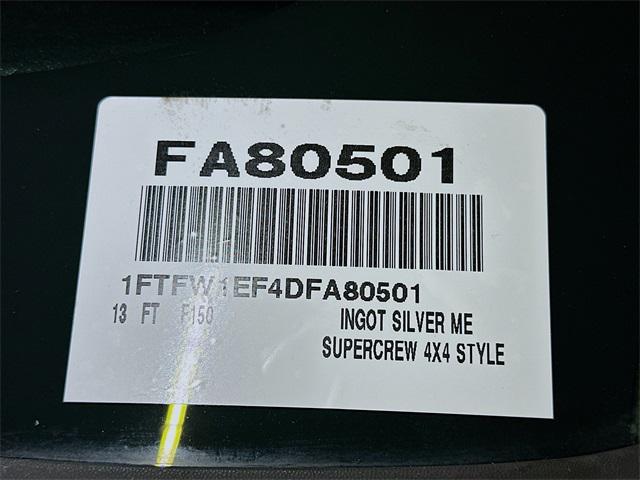 FA80501
1FTFW1EF4DFA80501
13 FT F150
INGOT SILVER ME
SUPERCREW 4X4 STYLE